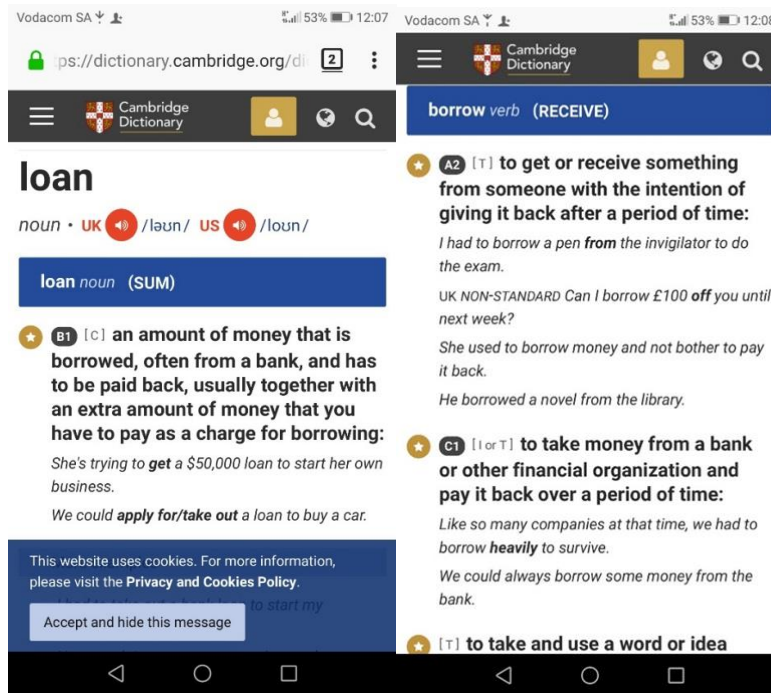 Vodacom SA 53% 12:07
ps://dictionary.cambridge.org/di 2
Cambridge
Dictionary
loan
noun • UK /ləʊn/ US /loʊn/
loan noun (SUM)
B1 [C] an amount of money that is
borrowed, often from a bank, and has
to be paid back, usually together with
an extra amount of money that you
have to pay as a charge for borrowing:
She's trying to get a $50,000 loan to start her own
business.
We could apply for/take out a loan to buy a car.
This website uses cookies. For more information,
please visit the Privacy and Cookies Policy.
to start my
Accept and hide this message
Vodacom SA 53% 12:08
Cambridge
Dictionary
borrow verb (RECEIVE)
A2 [T] to get or receive something
from someone with the intention of
giving it back after a period of time:
I had to borrow a pen from the invigilator to do
the exam.
UK NON-STANDARD Can I borrow £100 off you until
next week?
She used to borrow money and not bother to pay
it back.
He borrowed a novel from the library.
C1 [I or T] to take money from a bank
or other financial organization and
pay it back over a period of time:
Like so many companies at that time, we had to
borrow heavily to survive.
We could always borrow some money from the
bank.
[T] to take and use a word or idea